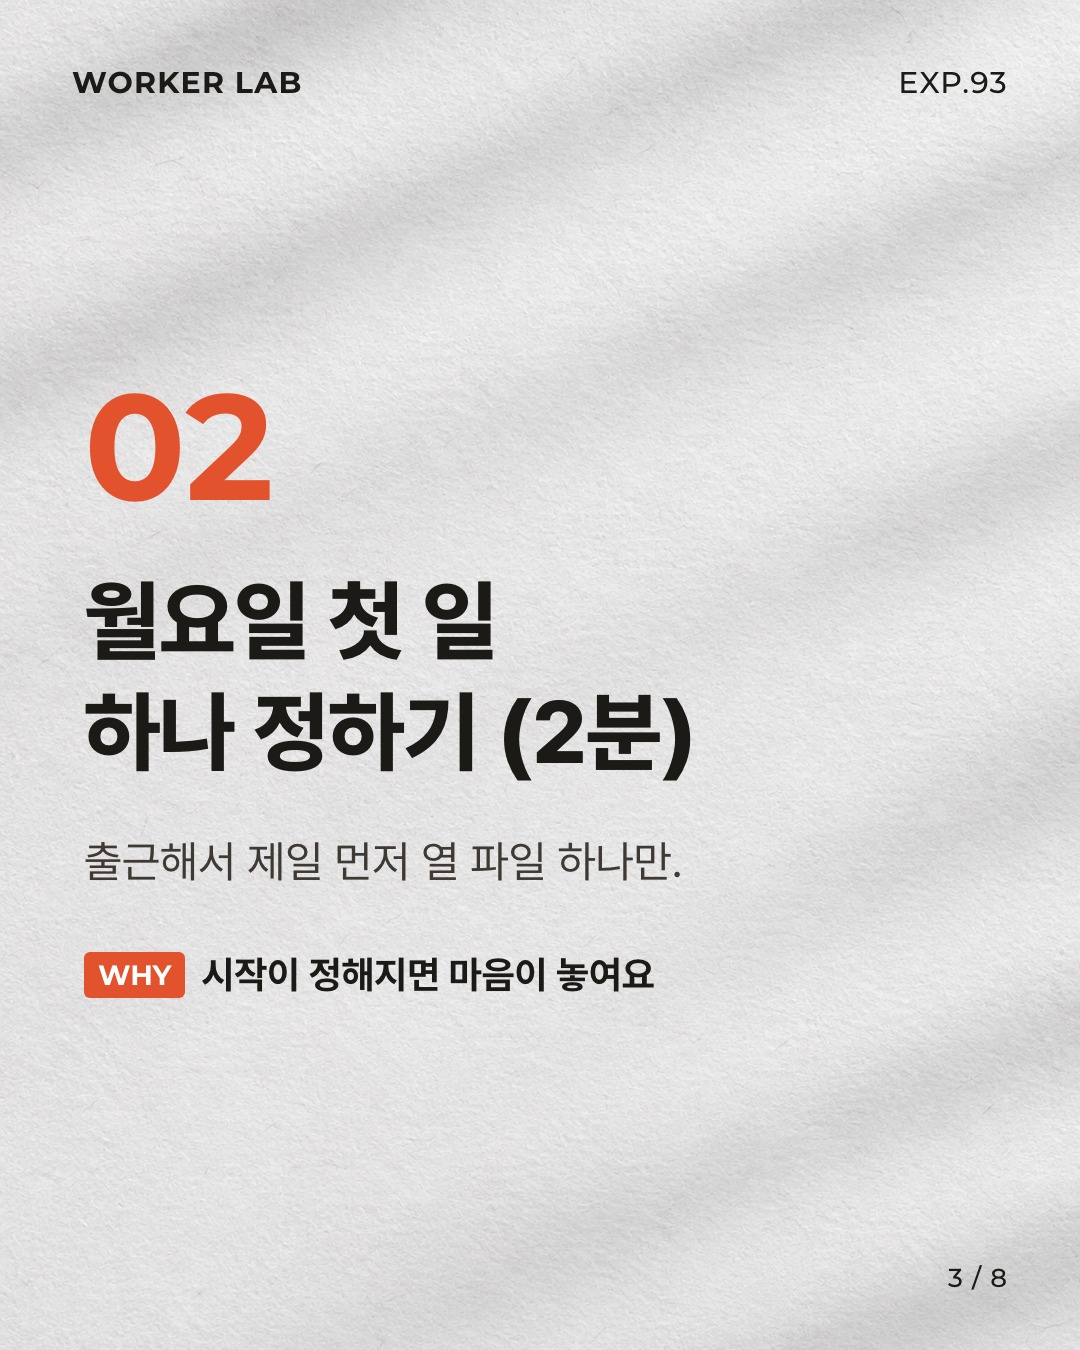 WORKER LAB
EXP.93
02
월요일 첫 일
하나 정하기 (2분)
출근해서 제일 먼저 열 파일 하나만.
WHY 시작이 정해지면 마음이 놓여요
3 / 8